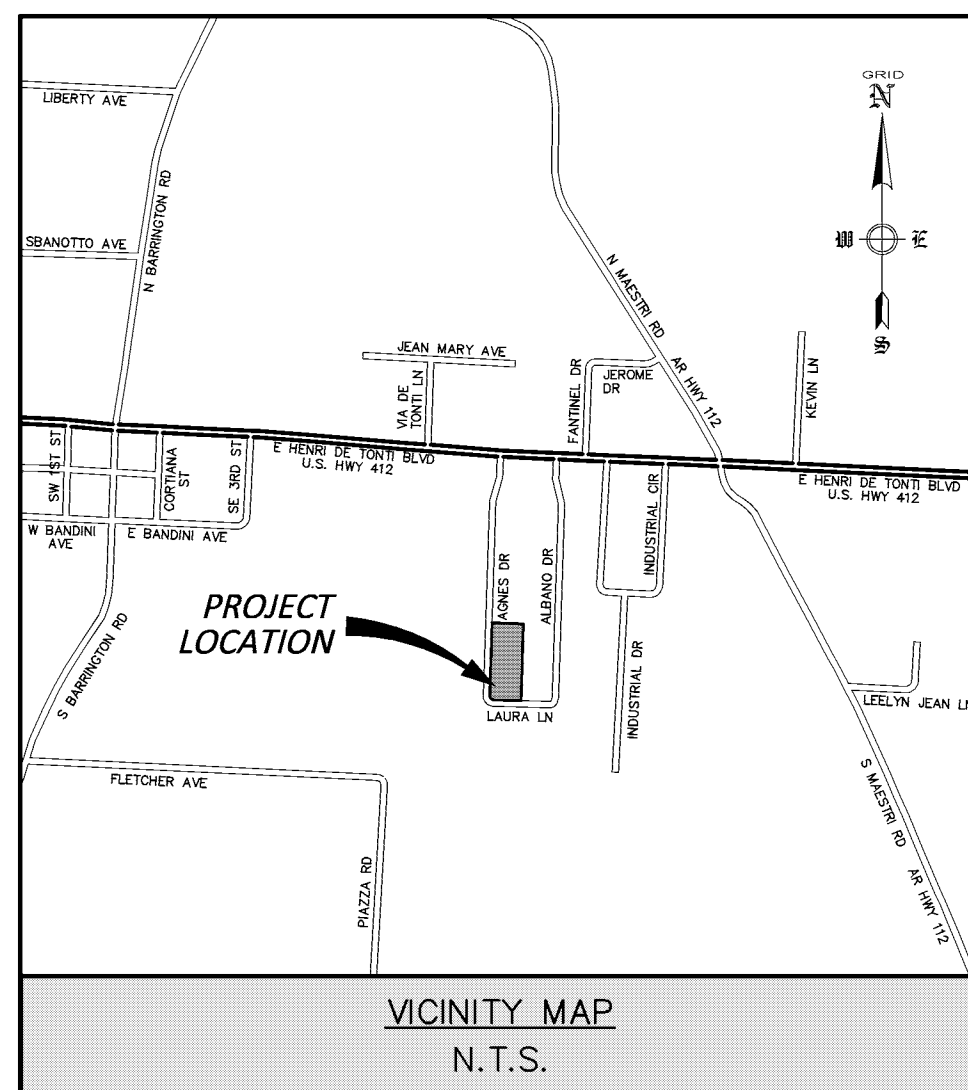 GRID
N
W
E
S
LIBERTY AVE
N BARRINGTON RD
SBANOTTO AVE
N MAESTRI RD
AR HWY 112
JEAN MARY AVE
VIA DE
TONTI LN
FANTINEL DR
JEROME
DR
KEVIN LN
E HENRI DE TONTI BLVD
U.S. HWY 412
E HENRI DE TONTI BLVD
U.S. HWY 412
SW 1ST ST
CORTIANA
ST
SE 3RD ST
W BANDINI
AVE
E BANDINI AVE
AGNES DR
ALBANO DR
INDUSTRIAL CIR
INDUSTRIAL DR
PROJECT
LOCATION
S BARRINGTON RD
LAURA LN
LEELYN JEAN LN
FLETCHER AVE
PIAZZA RD
S MAESTRI RD
AR HWY 112
VICINITY MAP
N.T.S.